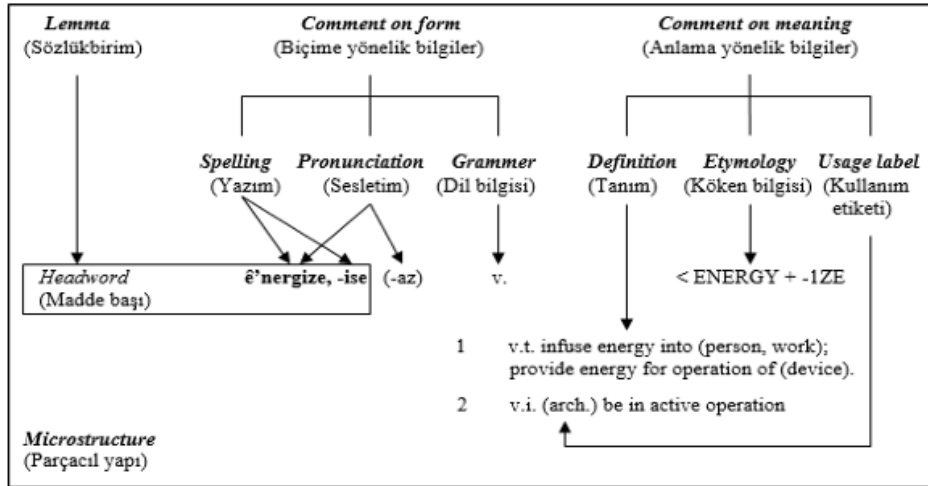 Lemma Comment on form Comment on meaning
(Sözlükbirim) (Biçime yönelik bilgiler) (Anlama yönelik bilgiler)
Spelling Pronunciation Grammer Definition Etymology Usage label
(Yazım) (Sesletim) (Dil bilgisi) (Tanım) (Köken bilgisi) (Kullanım
etiketi)
Headword ê'nergize, -ise (-az) v. < ENERGY + -1ZE
(Madde başı)
1 v.t. infuse energy into (person, work);
provide energy for operation of (device).
2 v.i. (arch.) be in active operation
Microstructure
(Parçacıl yapı)